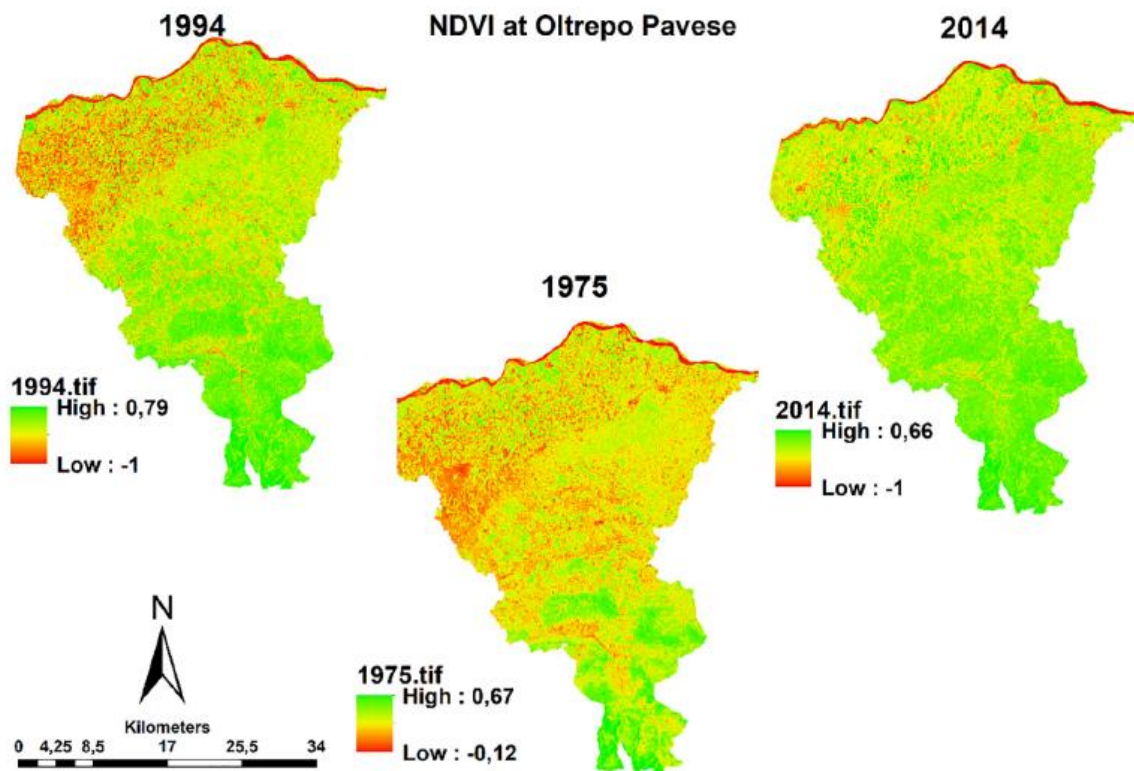 1994
NDVI at Oltrepo Pavese
2014
1975
1994.tif
High : 0,79
Low : -1
2014.tif
High : 0,66
Low : -1
1975.tif
High : 0,67
Low : -0,12
N
Kilometers
0 4,25 8,5 17 25,5 34